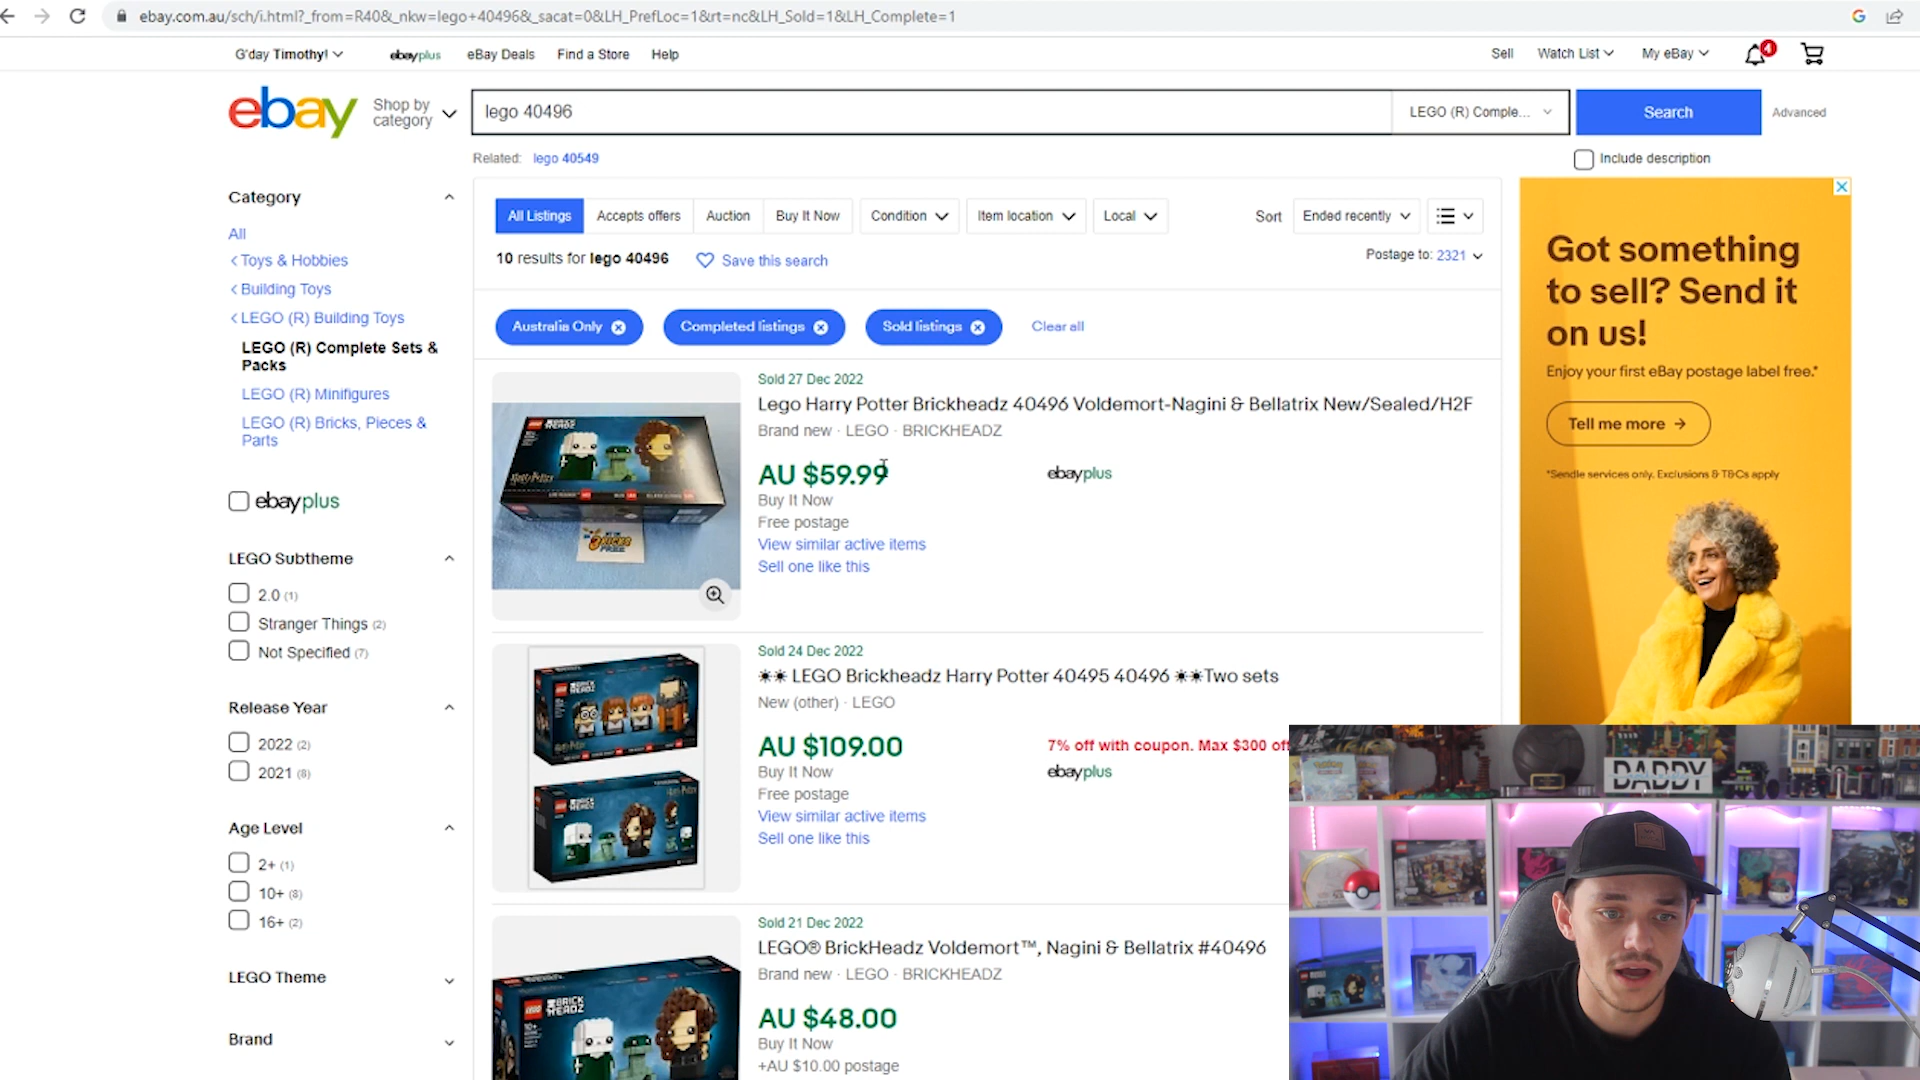 ebay.com.au/sch/i.html?_from=R40&_nkw=lego+40496&_sacat=0&LH_PrefLoc=1&rt=nc&LH_Sold=1&LH_Complete=1
G'day Timothy!
ebayplus
eBay Deals
Find a Store
Help
Sell
Watch List
My eBay
4
ebay
Shop by
category
lego 40496
LEGO (R) Comple...
Search
Advanced
Related: lego 40549
Include description
Category
All
Toys & Hobbies
Building Toys
LEGO (R) Building Toys
LEGO (R) Complete Sets &
Packs
LEGO (R) Minifigures
LEGO (R) Bricks, Pieces &
Parts
ebayplus
LEGO Subtheme
2.0 (1)
Stranger Things (2)
Not Specified (7)
Release Year
2022 (2)
2021 (8)
Age Level
2+ (1)
10+ (8)
16+ (2)
LEGO Theme
Brand
All Listings
Accepts offers
Auction
Buy It Now
Condition
Item location
Local
Sort
Ended recently
10 results for lego 40496
Save this search
Postage to: 2321
Australia Only
Completed listings
Sold listings
Clear all
Sold 27 Dec 2022
Lego Harry Potter Brickheadz 40496 Voldemort-Nagini & Bellatrix New/Sealed/H2F
Brand new · LEGO · BRICKHEADZ
AU $59.99
ebayplus
Buy It Now
Free postage
View similar active items
Sell one like this
Sold 24 Dec 2022
☀☀ LEGO Brickheadz Harry Potter 40495 40496 ☀☀Two sets
New (other) · LEGO
AU $109.00
7% off with coupon. Max $300 off
Buy It Now
ebayplus
Free postage
View similar active items
Sell one like this
Sold 21 Dec 2022
LEGO® BrickHeadz Voldemort™, Nagini & Bellatrix #40496
Brand new · LEGO · BRICKHEADZ
AU $48.00
Buy It Now
+AU $10.00 postage
Got something
to sell? Send it
on us!
Enjoy your first eBay postage label free.*
Tell me more →
*Sendle services only. Exclusions & T&Cs apply
DADDY